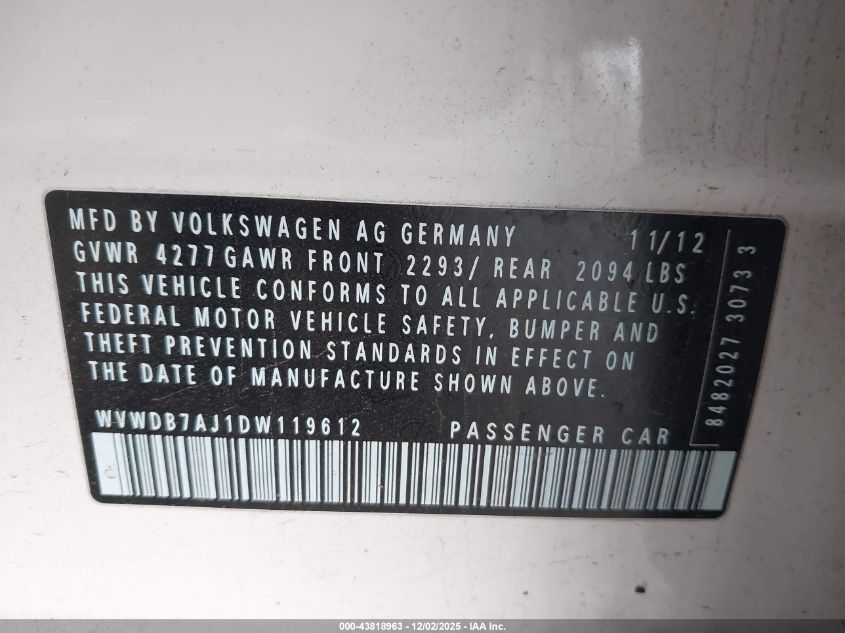 MFD BY VOLKSWAGEN AG GERMANY 11/12
GVWR 4277 GAWR FRONT 2293/ REAR 2094 LBS
THIS VEHICLE CONFORMS TO ALL APPLICABLE U.S.
FEDERAL MOTOR VEHICLE SAFETY, BUMPER AND
THEFT PREVENTION STANDARDS IN EFFECT ON
THE DATE OF MANUFACTURE SHOWN ABOVE.
WVWDB7AJ1DW119612 PASSENGER CAR
8482027 3073 3
000-43818963 - 12/02/2025 - IAA Inc.